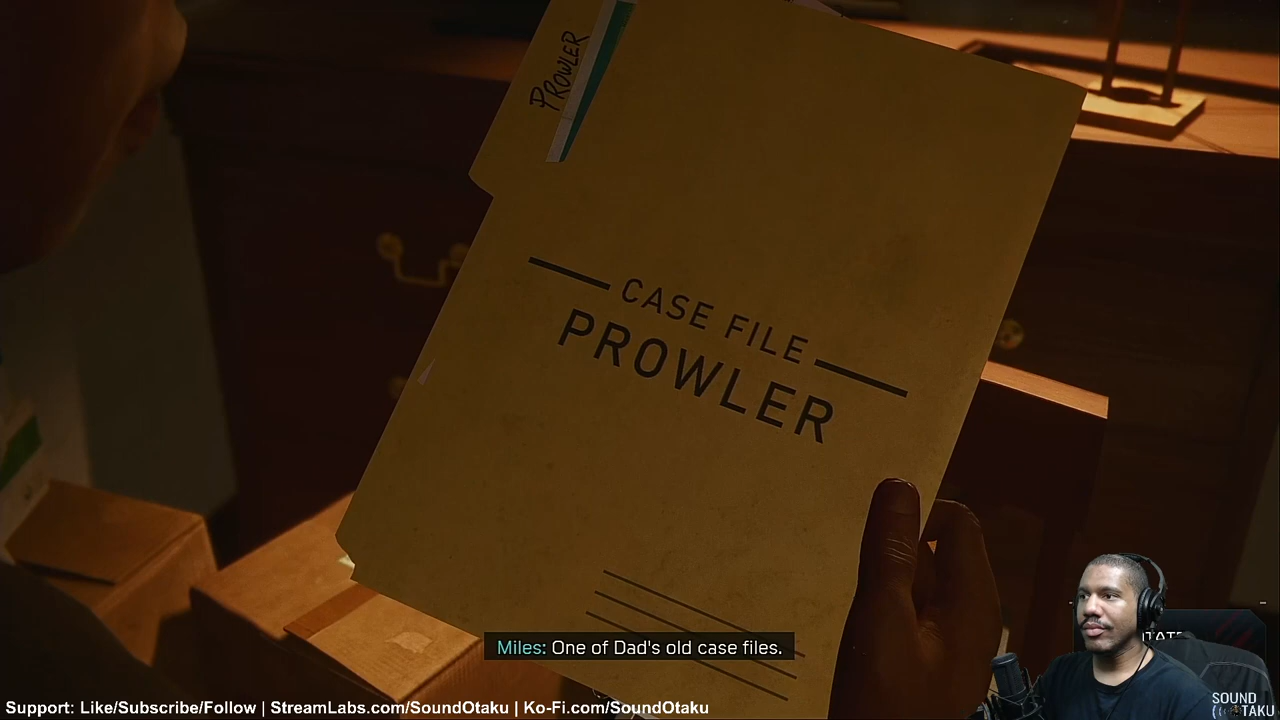 PROWLER
CASE FILE
PROWLER
Miles: One of Dad's old case files.
Support: Like/Subscribe/Follow | StreamLabs.com/SoundOtaku | Ko-Fi.com/SoundOtaku
SOUND
OTAKU